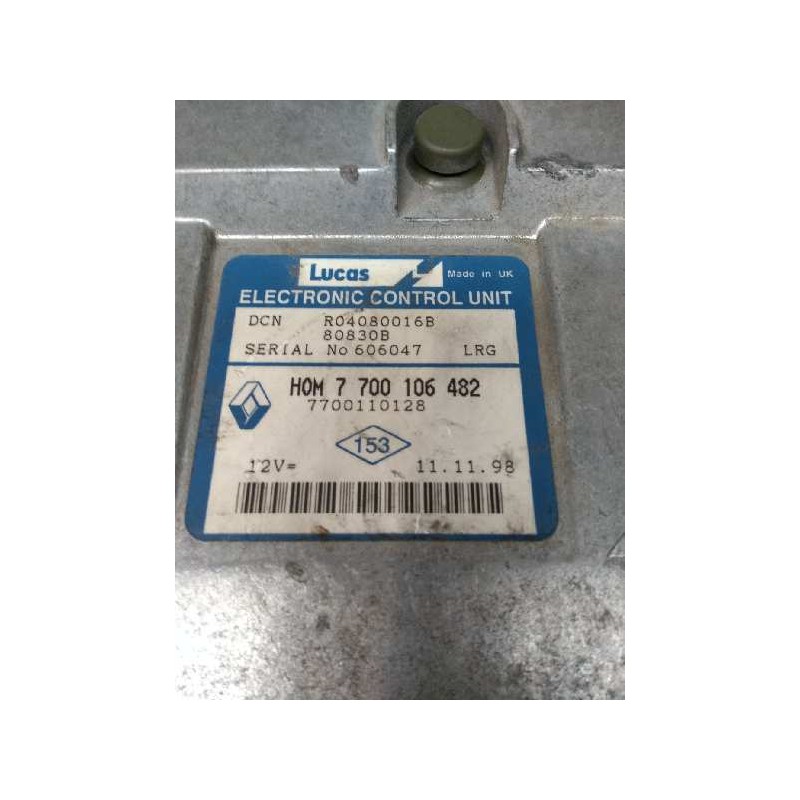 Lucas Made in UK
ELECTRONIC CONTROL UNIT
DCN R04080016B
80830B
SERIAL No 606047 LRG
HOM 7 700 106 482
7700110128
153
12V= 11.11.98